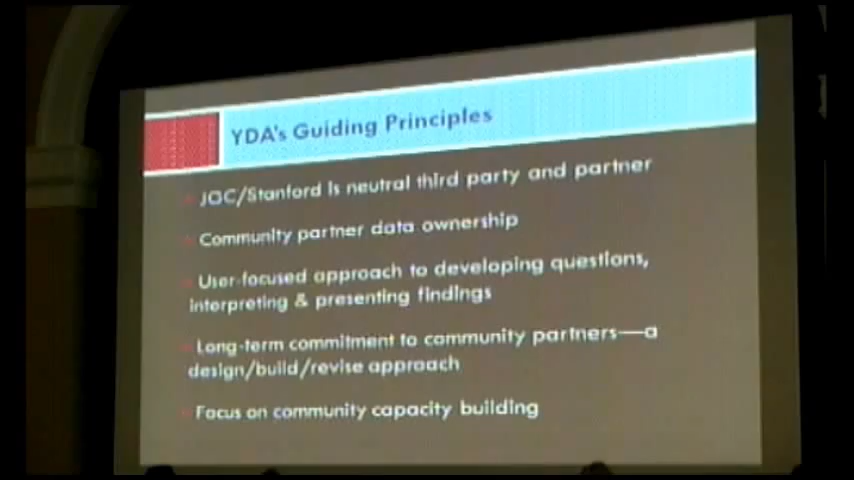 YDA's Guiding Principles
JGC/Stanford is neutral third party and partner
Community partner data ownership
User-focused approach to developing questions,
interpreting & presenting findings
Long-term commitment to community partners—a
design/build/revise approach
Focus on community capacity building